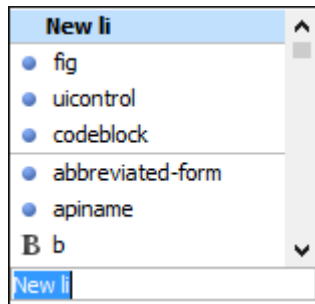 New li
fig
uicontrol
codeblock
abbreviated-form
apiname
B b
New li